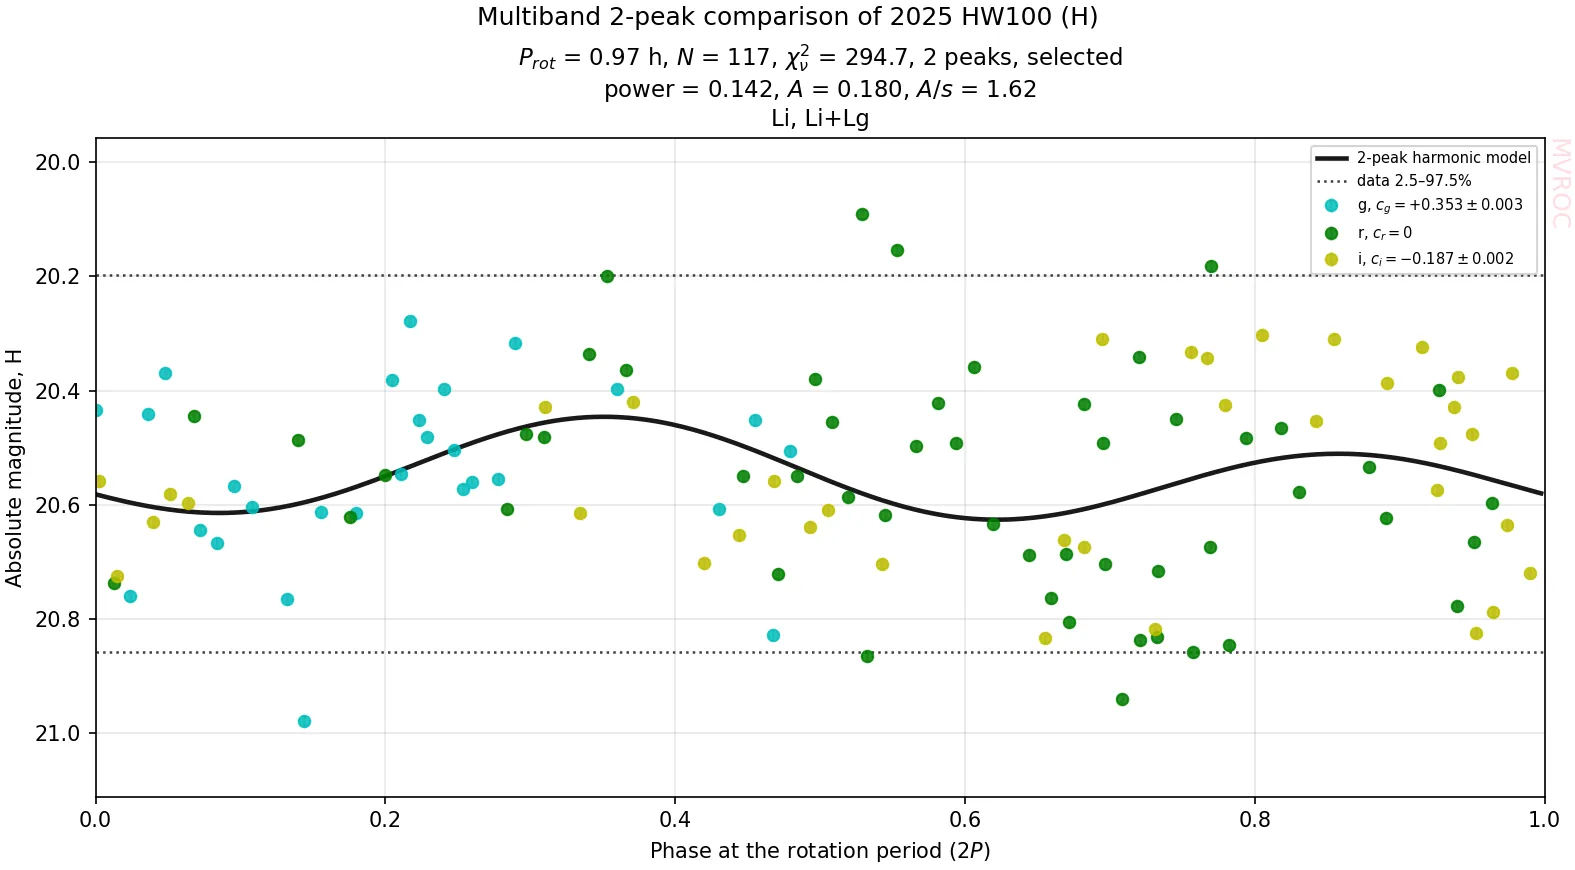 Multiband 2-peak comparison of 2025 HW100 (H)
P_rot = 0.97 h, N = 117, χ²_ν = 294.7, 2 peaks, selected
power = 0.142, A = 0.180, A/s = 1.62
Li, Li+Lg
2-peak harmonic model
data 2.5–97.5%
g, c_g = +0.353 ± 0.003
r, c_r = 0
i, c_i = −0.187 ± 0.002
MVROC
Absolute magnitude, H
20.0
20.2
20.4
20.6
20.8
21.0
0.0 0.2 0.4 0.6 0.8 1.0
Phase at the rotation period (2P)